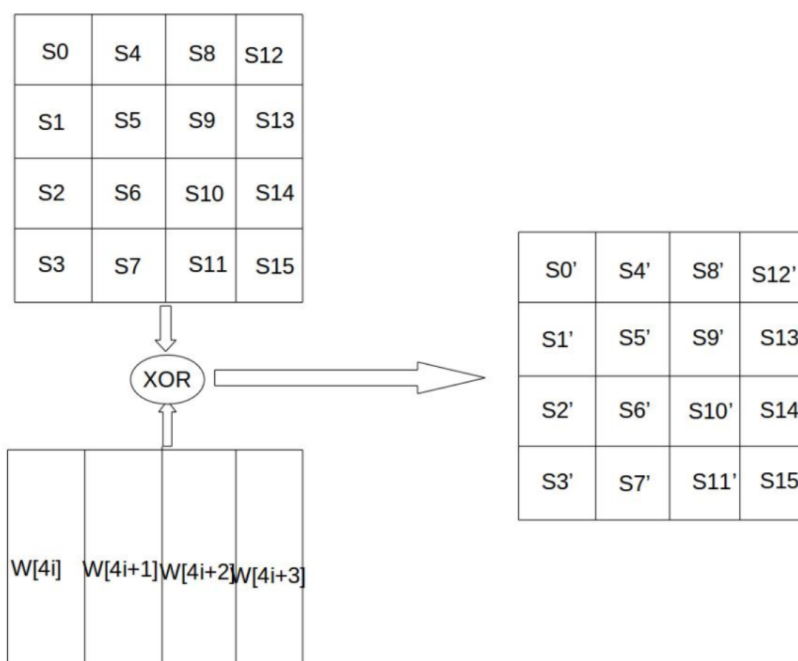 S0 S4 S8 S12
S1 S5 S9 S13
S2 S6 S10 S14
S3 S7 S11 S15
XOR
W[4i] W[4i+1] W[4i+2] W[4i+3]
S0’ S4’ S8’ S12’
S1’ S5’ S9’ S13
S2’ S6’ S10’ S14
S3’ S7’ S11’ S15